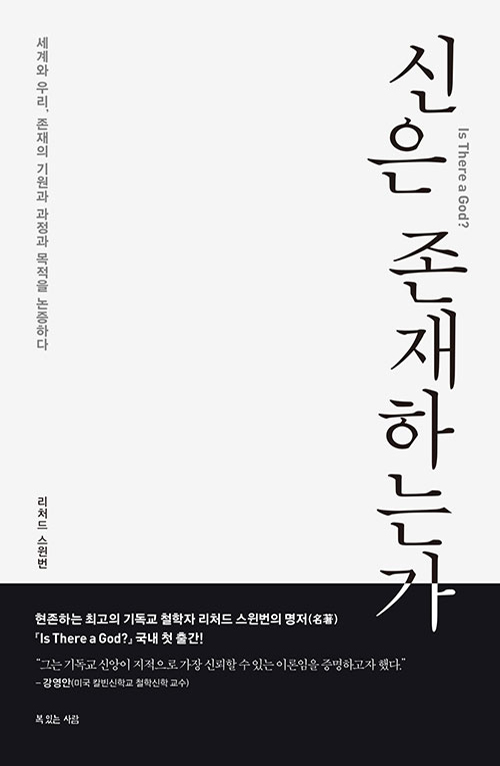 신은 존재하는가
Is There a God?
세계와 우리, 존재의 기원과 과정과 목적을 논증하다
리처드 스윈번
현존하는 최고의 기독교 철학자 리처드 스윈번의 명저(名著)
「Is There a God?」 국내 첫 출간!
“그는 기독교 신앙이 지적으로 가장 신뢰할 수 있는 이론임을 증명하고자 했다.”
– 강영안(미국 칼빈신학교 철학신학 교수)
복 있는 사람